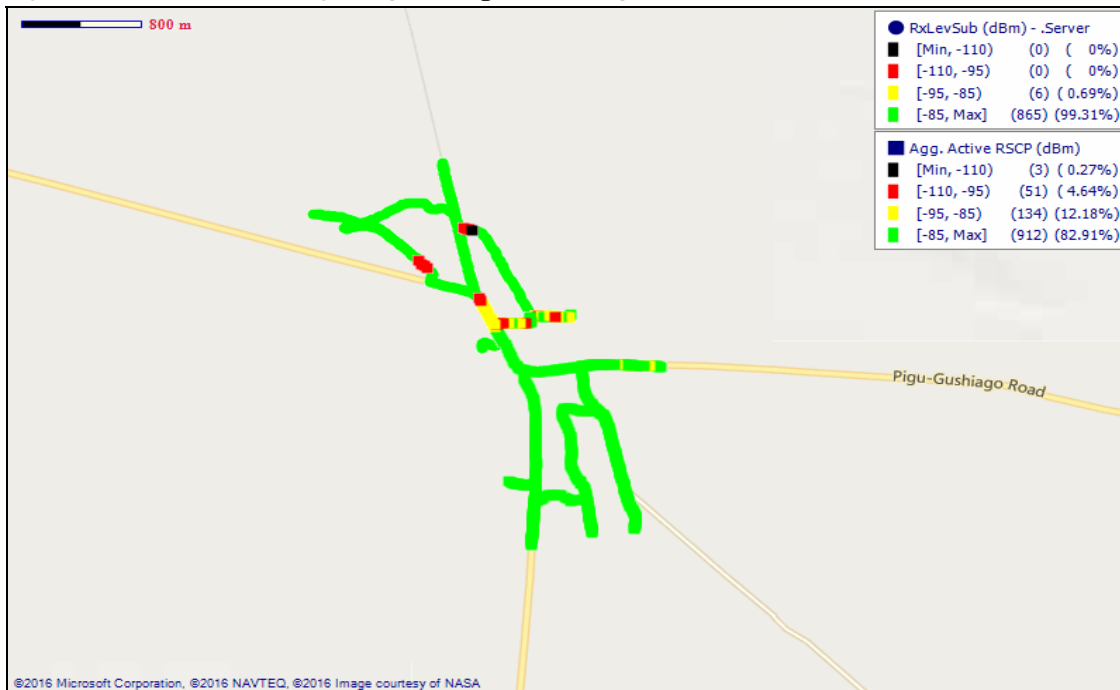 800 m
RxLevSub (dBm) - .Server
[Min, -110) (0) ( 0%)
[-110, -95) (0) ( 0%)
[-95, -85) (6) ( 0.69%)
[-85, Max] (865) (99.31%)
Agg. Active RSCP (dBm)
[Min, -110) (3) ( 0.27%)
[-110, -95) (51) ( 4.64%)
[-95, -85) (134) (12.18%)
[-85, Max] (912) (82.91%)
Pigu-Gushiago Road
©2016 Microsoft Corporation, ©2016 NAVTEQ, ©2016 Image courtesy of NASA